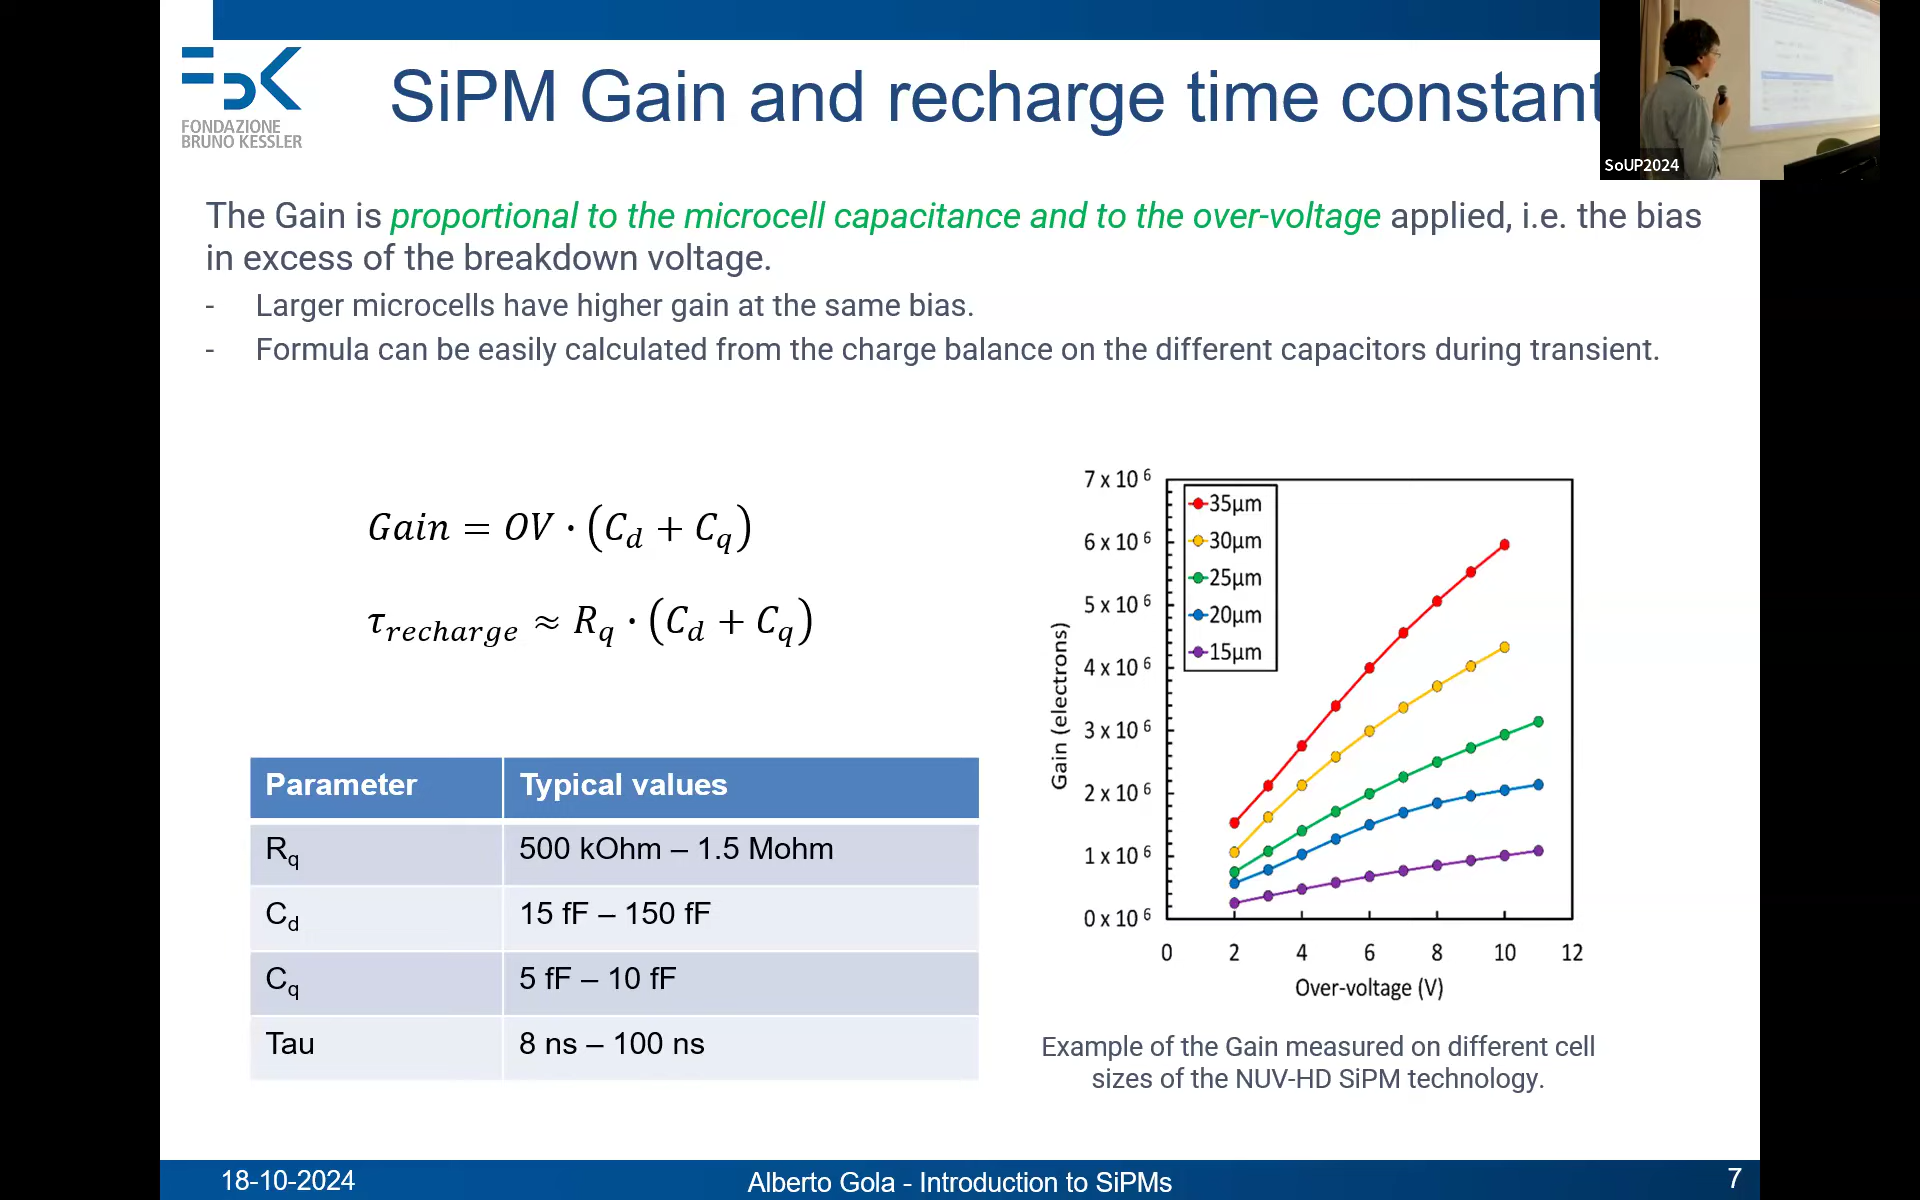 FBK
FONDAZIONE
BRUNO KESSLER
SiPM Gain and recharge time constant
SoUP2024
The Gain is proportional to the microcell capacitance and to the over-voltage applied, i.e. the bias
in excess of the breakdown voltage.
- Larger microcells have higher gain at the same bias.
- Formula can be easily calculated from the charge balance on the different capacitors during transient.
Gain = OV · (C_d + C_q)
τ_recharge ≈ R_q · (C_d + C_q)
Parameter Typical values
R_q 500 kOhm – 1.5 Mohm
C_d 15 fF – 150 fF
C_q 5 fF – 10 fF
Tau 8 ns – 100 ns
Gain (electrons)
7 x 10^6
6 x 10^6
5 x 10^6
4 x 10^6
3 x 10^6
2 x 10^6
1 x 10^6
0 x 10^6
35µm
30µm
25µm
20µm
15µm
0 2 4 6 8 10 12
Over-voltage (V)
Example of the Gain measured on different cell
sizes of the NUV-HD SiPM technology.
18-10-2024
Alberto Gola - Introduction to SiPMs
7